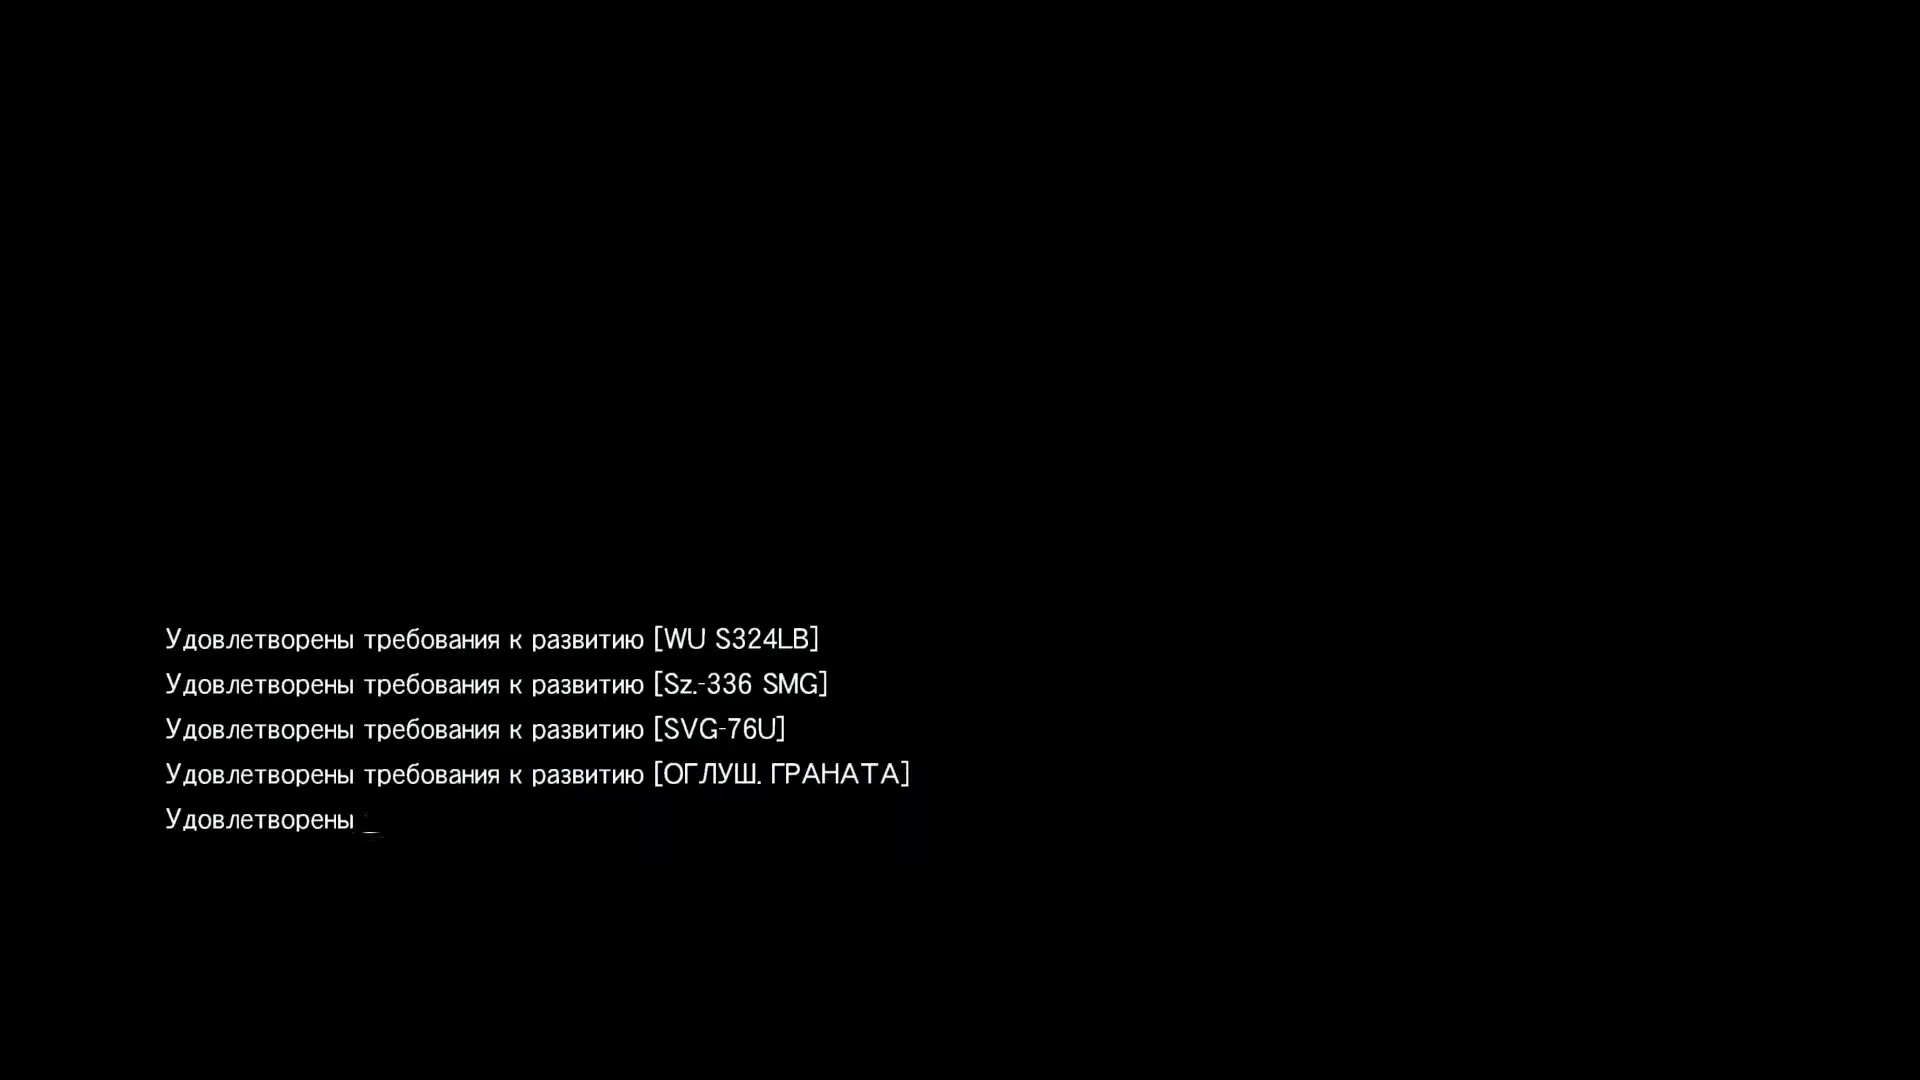 Удовлетворены требования к развитию [WU S324LB]
Удовлетворены требования к развитию [Sz.-336 SMG]
Удовлетворены требования к развитию [SVG-76U]
Удовлетворены требования к развитию [ОГЛУШ. ГРАНАТА]
Удовлетворены _